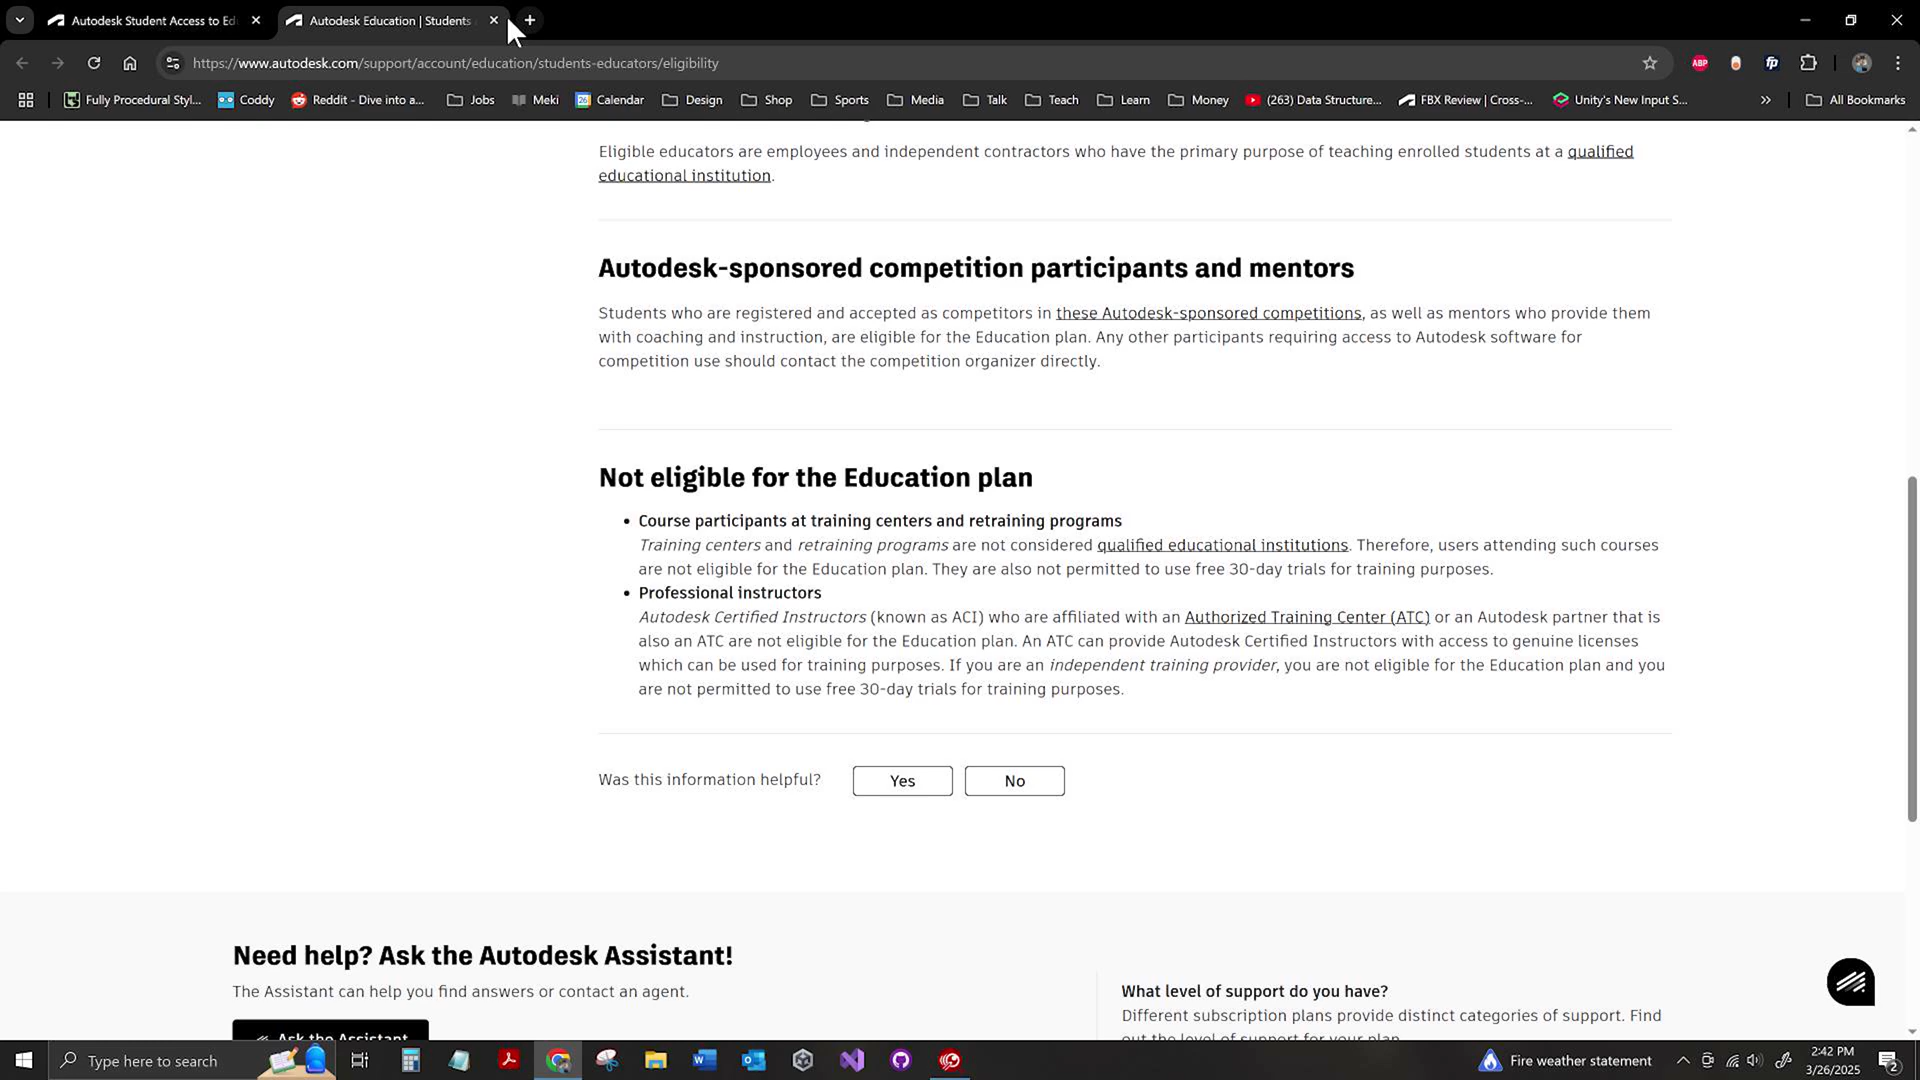 Autodesk Student Access to Ed
Autodesk Education | Students
https://www.autodesk.com/support/account/education/students-educators/eligibility
ABP
fp
Fully Procedural Styl...
Coddy
Reddit - Dive into a...
Jobs
Meki
26
Calendar
Design
Shop
Sports
Media
Talk
Teach
Learn
Money
(263) Data Structure...
FBX Review | Cross-...
Unity's New Input S...
»
All Bookmarks
Eligible educators are employees and independent contractors who have the primary purpose of teaching enrolled students at a qualified
educational institution.
Autodesk-sponsored competition participants and mentors
Students who are registered and accepted as competitors in these Autodesk-sponsored competitions, as well as mentors who provide them
with coaching and instruction, are eligible for the Education plan. Any other participants requiring access to Autodesk software for
competition use should contact the competition organizer directly.
Not eligible for the Education plan
• Course participants at training centers and retraining programs
Training centers and retraining programs are not considered qualified educational institutions. Therefore, users attending such courses
are not eligible for the Education plan. They are also not permitted to use free 30-day trials for training purposes.
• Professional instructors
Autodesk Certified Instructors (known as ACI) who are affiliated with an Authorized Training Center (ATC) or an Autodesk partner that is
also an ATC are not eligible for the Education plan. An ATC can provide Autodesk Certified Instructors with access to genuine licenses
which can be used for training purposes. If you are an independent training provider, you are not eligible for the Education plan and you
are not permitted to use free 30-day trials for training purposes.
Was this information helpful?
Yes
No
Need help? Ask the Autodesk Assistant!
The Assistant can help you find answers or contact an agent.
Ask the Assistant
What level of support do you have?
Different subscription plans provide distinct categories of support. Find
out the level of support for your plan.
Type here to search
Fire weather statement
2:42 PM
3/26/2025
2